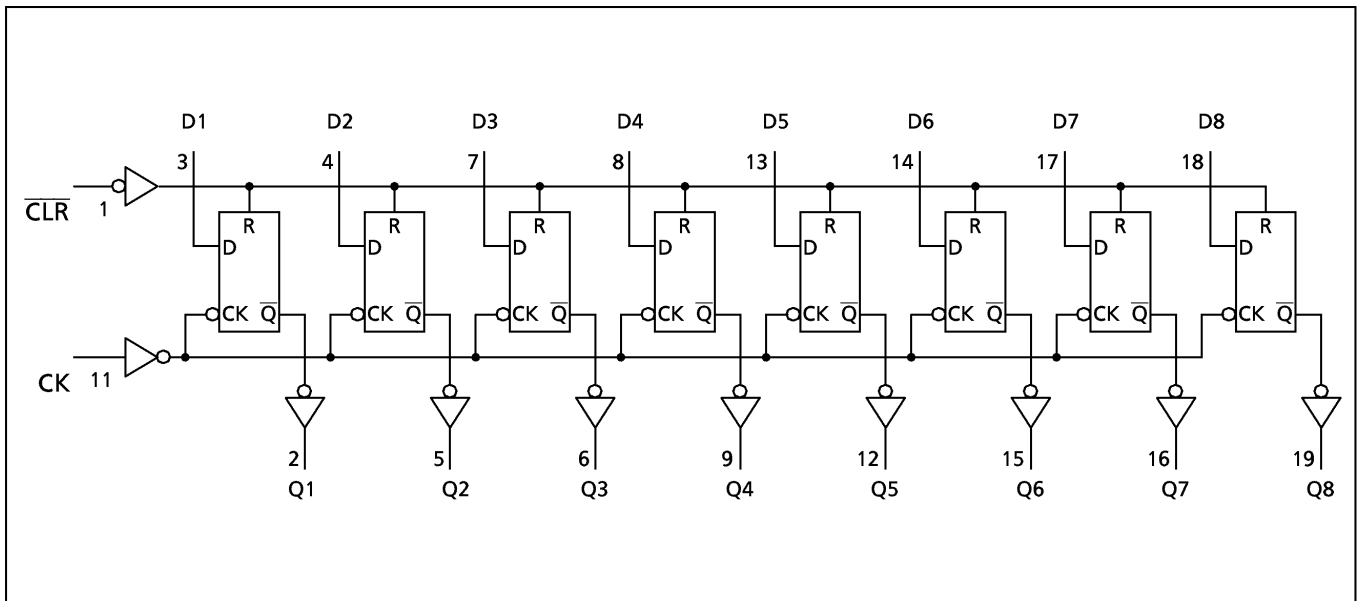 D1 D2 D3 D4 D5 D6 D7 D8
3 4 7 8 13 14 17 18
C̅L̅R̅ 1
R R R R R R R R
D D D D D D D D
CK Q̅ CK Q̅ CK Q̅ CK Q̅ CK Q̅ CK Q̅ CK Q̅ CK Q̅
CK 11
2 5 6 9 12 15 16 19
Q1 Q2 Q3 Q4 Q5 Q6 Q7 Q8